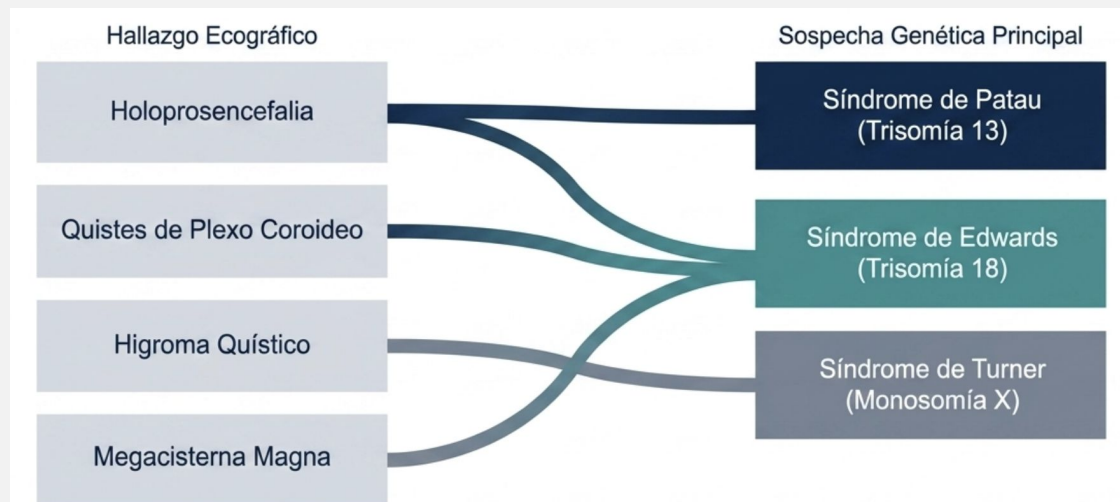 Hallazgo Ecográfico
Sospecha Genética Principal
Holoprosencefalia
Síndrome de Patau
(Trisomía 13)
Quistes de Plexo Coroideo
Síndrome de Edwards
(Trisomía 18)
Higroma Quístico
Síndrome de Turner
(Monosomía X)
Megacisterna Magna